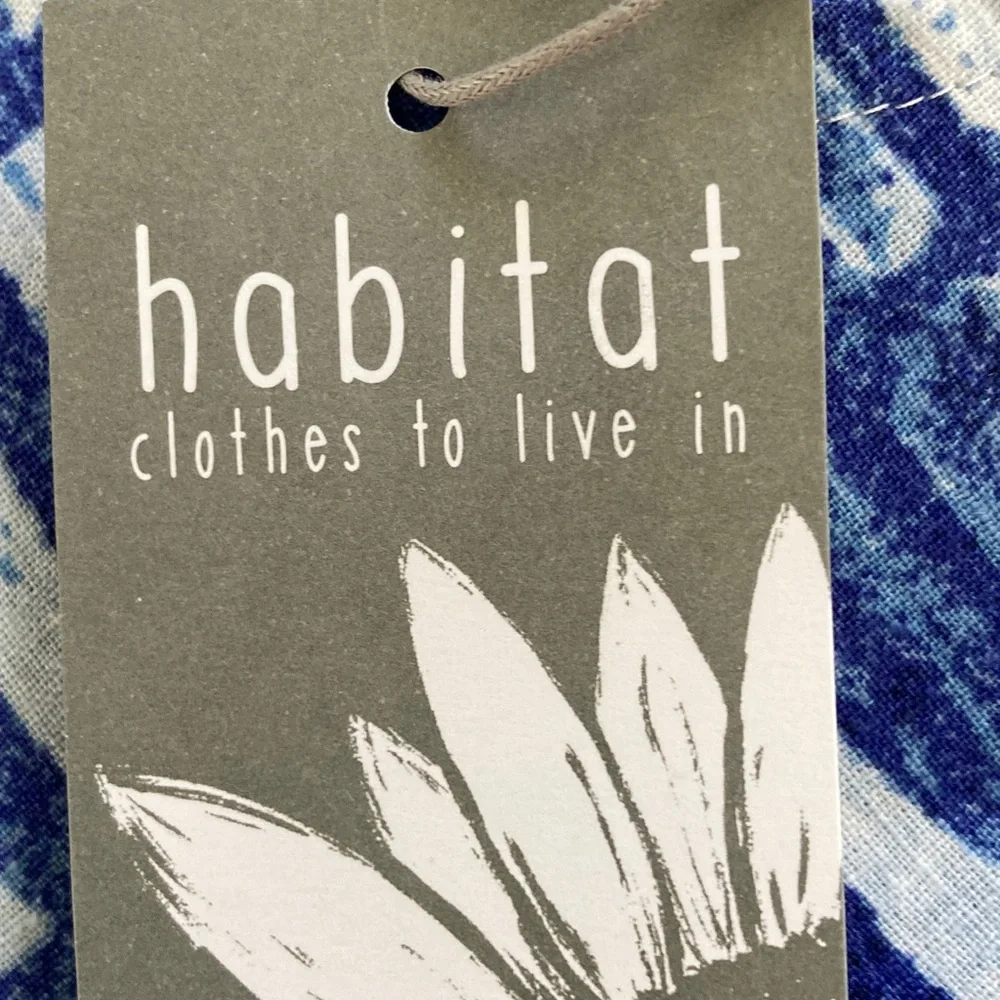 habitat
clothes to live in